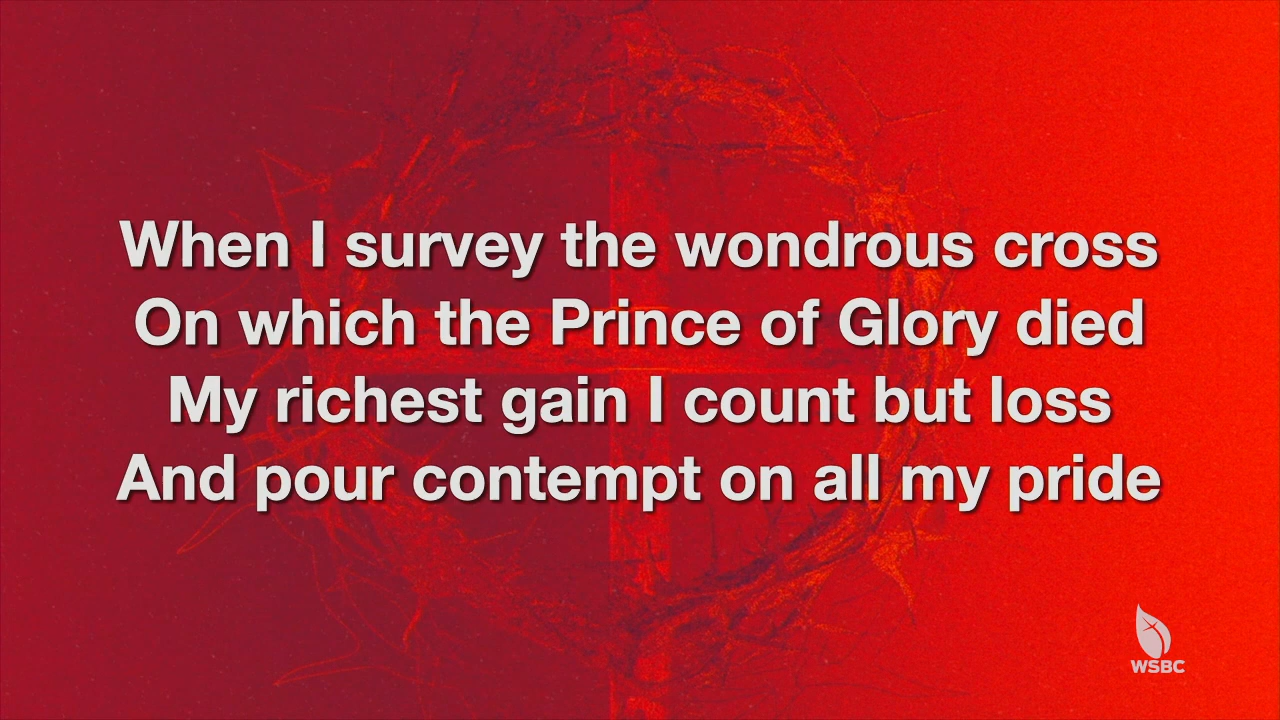 When I survey the wondrous cross
On which the Prince of Glory died
My richest gain I count but loss
And pour contempt on all my pride
WSBC